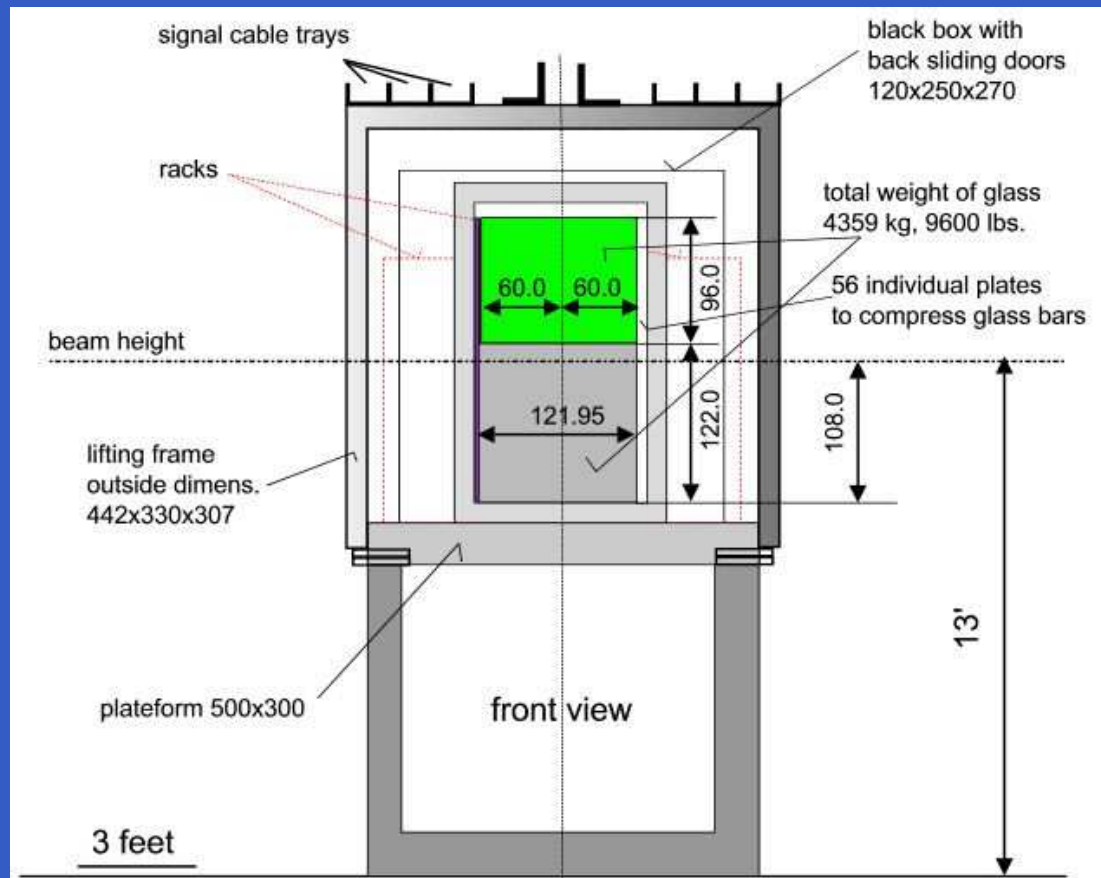 signal cable trays
black box with
back sliding doors
120x250x270
racks
total weight of glass
4359 kg, 9600 lbs.
60.0
60.0
96.0
56 individual plates
to compress glass bars
beam height
121.95
122.0
108.0
lifting frame
outside dimens.
442x330x307
13'
plateform 500x300
front view
3 feet